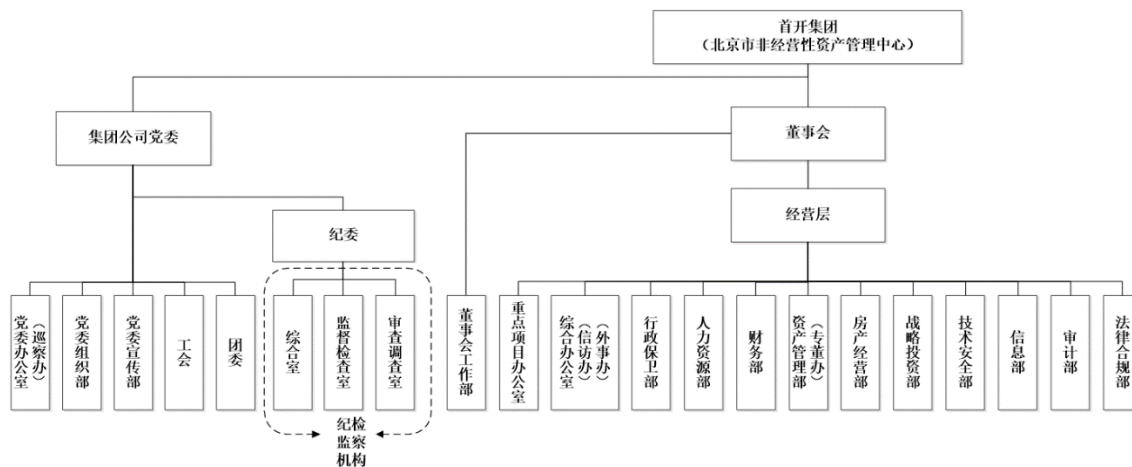 首开集团
（北京市非经营性资产管理中心）
集团公司党委
董事会
经营层
纪委
党委办公室
（巡察办）
党委组织部
党委宣传部
工会
团委
综合室
监督检查室
审查调查室
董事会工作部
重点项目办公室
综合办公室
（信访办）
（外事办）
行政保卫部
人力资源部
财务部
资产管理部
（专董办）
房产经营部
战略投资部
技术安全部
信息部
审计部
法律合规部
纪检
监察
机构